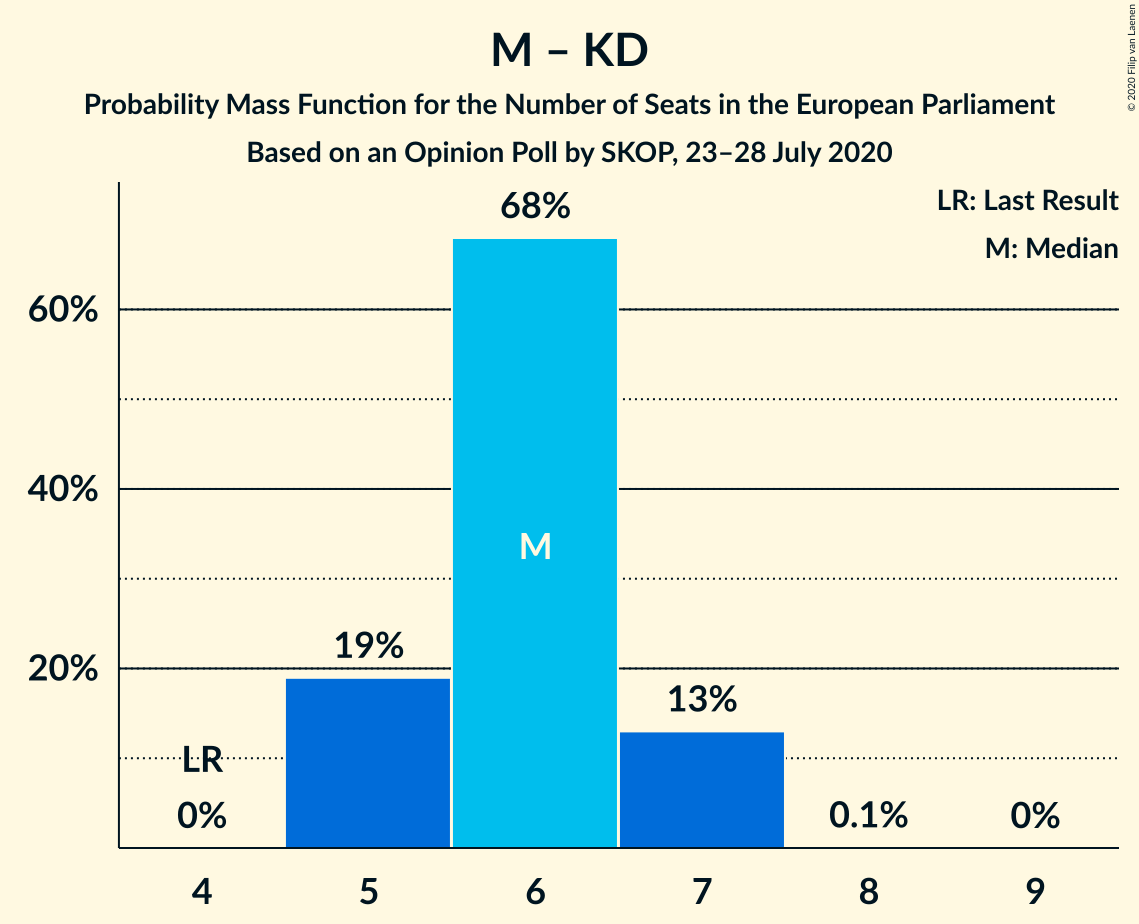 M – KD
Probability Mass Function for the Number of Seats in the European Parliament
Based on an Opinion Poll by SKOP, 23–28 July 2020
© 2020 Filip van Laenen
LR: Last Result
M: Median
68%
60%
40%
M
19%
20%
13%
LR
0%
0.1%
0%
4 5 6 7 8 9